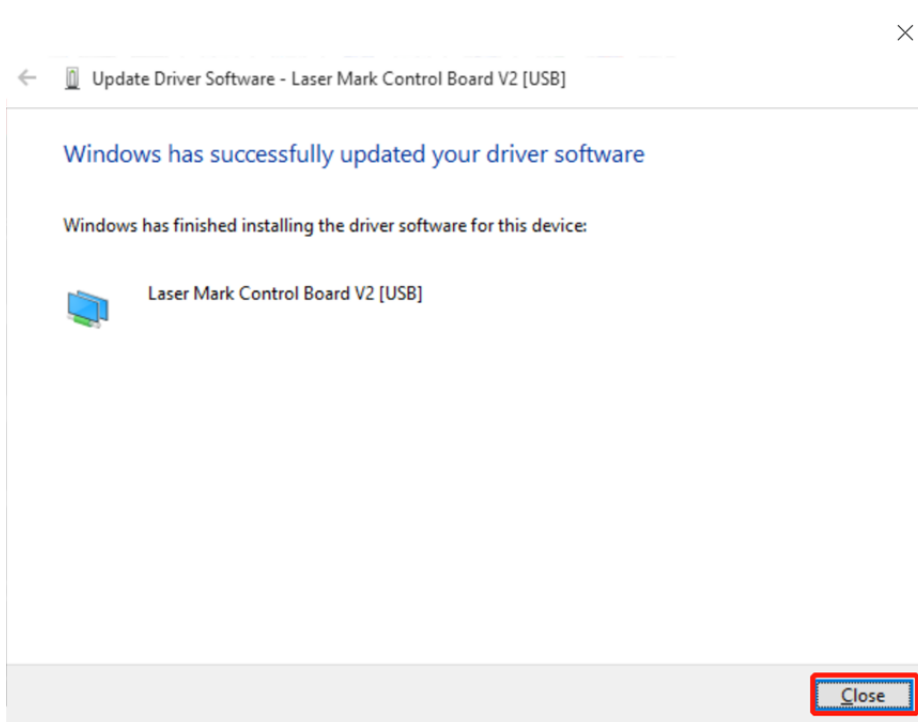 Update Driver Software - Laser Mark Control Board V2 [USB]
Windows has successfully updated your driver software
Windows has finished installing the driver software for this device:
Laser Mark Control Board V2 [USB]
Close